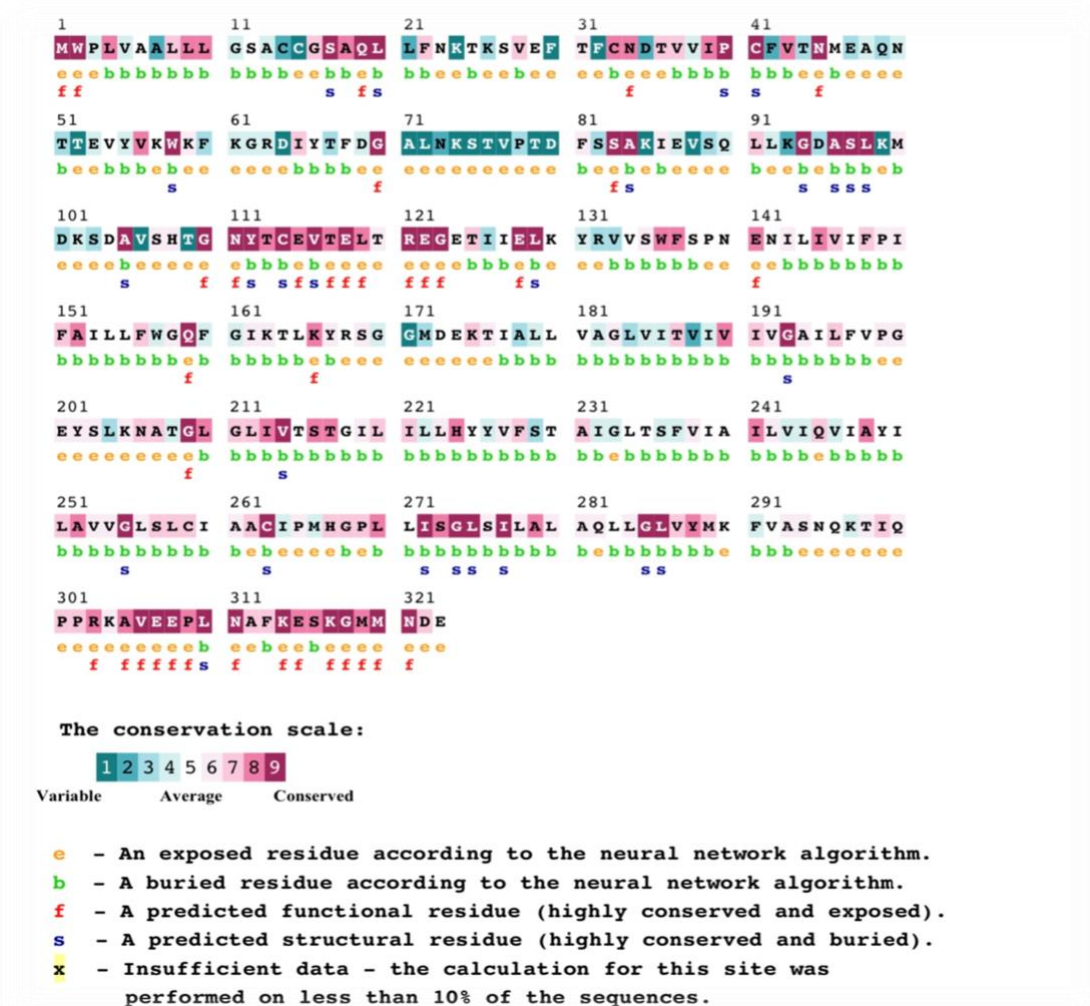 1 11 21 31 41
MWPLVAALLL GSACCGSAQL LFNKTKSVEF TFCNDTVVIP CFVTNMEAQN
eeebbbbbbb bbbbeebbeb bbeebeebee eebeeebbbb bbbeebeeee
ff s fs f s s f
51 61 71 81 91
TTEVYVKWKF KGRDIYTFDG ALNKSTVPTD FSSAKIEVSQ LLKGDASLKM
beebbbebee eeeebbbbee eeeeeeeeee beebebeeee beebebbbeb
s f fs s sss
101 111 121 131 141
DKSDAVSHTG NYTCEVTELT REGETIIELK YRVVSWFSPN ENILIVIFPI
eeeebeeeee ebbbebeeee eeeebbbebe eebbbbbbee eebbbbbbbb
s f fs sfsfff fff fs f
151 161 171 181 191
FAILLFWGQF GIKTLKYRSG GMDEKTIALL VAGLVITVIV IVGAILFVPG
bbbbbbbbeb bbbbbebeee eeeeeebbbb bbbbbbbbbb bbbbbbbbee
f f s
201 211 221 231 241
EYSLKNATGL GLIVTSTGIL ILLHYYVFST AIGLTSFVIA ILVIQVIAYI
eeeeeeeeeb bbbbbbbbbb bbbbbbbbbb bbebbbbbbb bbbbebbbbb
f s
251 261 271 281 291
LAVVGLSLCI AACIPMHGPL LISGLSILAL AQLLGLVYMK FVASNQKTIQ
bbbbbbbbbb bebeeeebeb bbbbbbbbbb bebbbbbbbe bbbeeeeeee
s s s ss s ss
301 311 321
PPRKAVEEPL NAFKESKGMM NDE
eeeeeeeeeb eebeebeeee eee
f fffffs f ff ffff f
The conservation scale:
1 2 3 4 5 6 7 8 9
Variable Average Conserved
e - An exposed residue according to the neural network algorithm.
b - A buried residue according to the neural network algorithm.
f - A predicted functional residue (highly conserved and exposed).
s - A predicted structural residue (highly conserved and buried).
x - Insufficient data - the calculation for this site was
performed on less than 10% of the sequences.